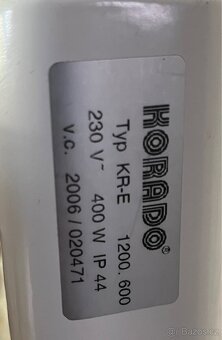 KORADO®
Typ KR-E 1200.600
230 V~ 400 W IP 44
v.c. 2006 / 020471